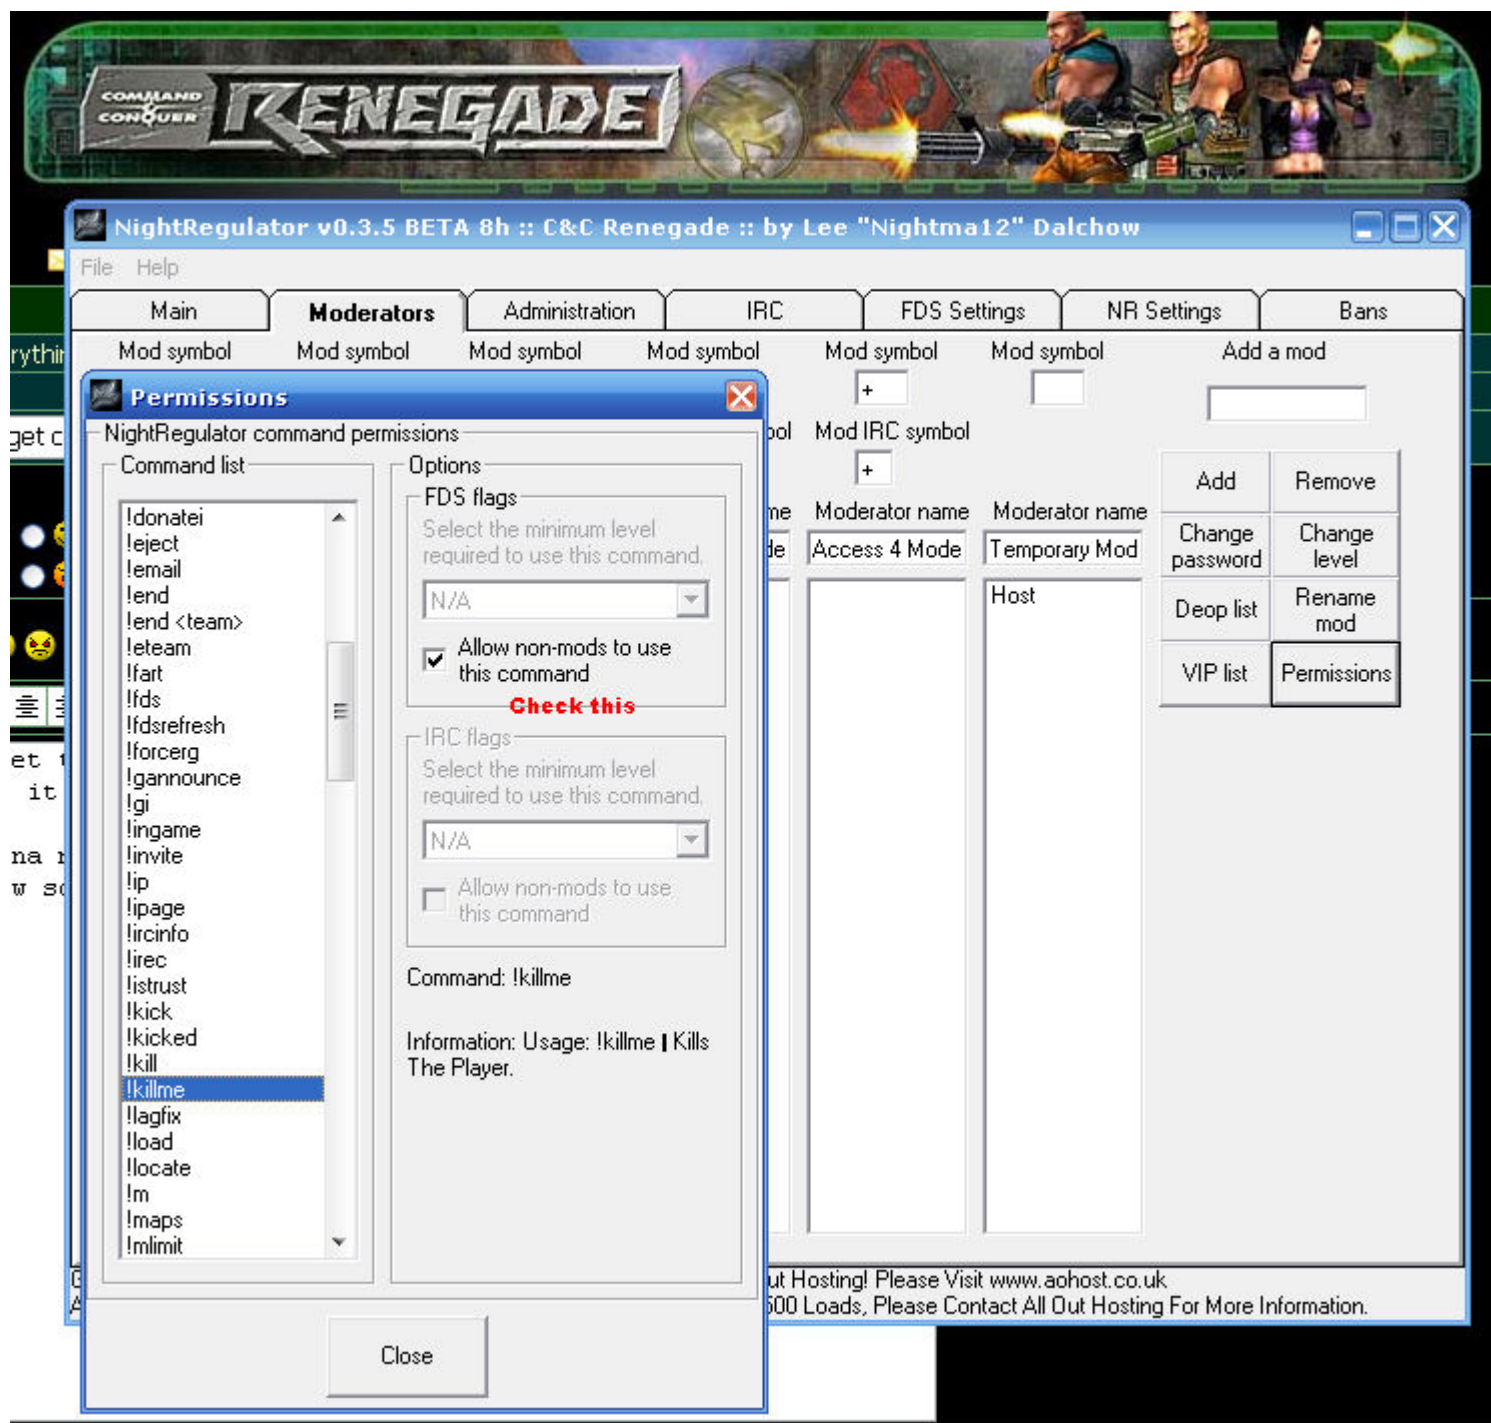 COMMAND
CONQUER
RENEGADE
NightRegulator v0.3.5 BETA 8h :: C&C Renegade :: by Lee "Nightma12" Dalchow
File Help
Main Moderators Administration IRC FDS Settings NR Settings Bans
Mod symbol Mod symbol Mod symbol Mod symbol Mod symbol Mod symbol Add a mod
+
Mod IRC symbol
+
Moderator name Moderator name
Access 4 Mode Temporary Mod
Host
Add Remove
Change password Change level
Deop list Rename mod
VIP list Permissions
Permissions
NightRegulator command permissions
Command list
!donatei
!eject
!email
!end
!end <team>
!eteam
!fart
!fds
!fdsrefresh
!forcerg
!gannounce
!gi
!ingame
!invite
!ip
!ipage
!ircinfo
!irec
!istrust
!kick
!kicked
!kill
!killme
!lagfix
!load
!locate
!m
!maps
!mlimit
Options
FDS flags
Select the minimum level
required to use this command.
N/A
Allow non-mods to use
this command
Check this
IRC flags
Select the minimum level
required to use this command.
N/A
Allow non-mods to use
this command
Command: !killme
Information: Usage: !killme | Kills
The Player.
Close
ut Hosting! Please Visit www.aohost.co.uk
500 Loads, Please Contact All Out Hosting For More Information.
rythin
get c
et
it
na
w so